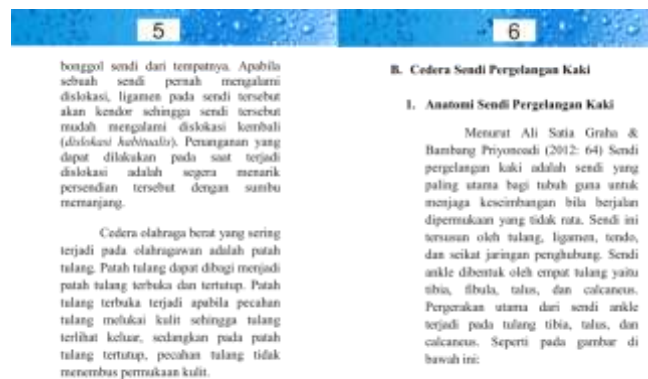 5
bonggol sendi dari tempatnya. Apabila
sebuah sendi pernah mengalami
dislokasi, ligamen pada sendi tersebut
akan kendor sehingga sendi tersebut
mudah mengalami dislokasi kembali
(dislokasi habitualis). Penanganan yang
dapat dilakukan pada saat terjadi
dislokasi adalah segera menarik
persendian tersebut dengan sumbu
memanjang.
Cedera olahraga berat yang sering
terjadi pada olahragawan adalah patah
tulang. Patah tulang dapat dibagi menjadi
patah tulang terbuka dan tertutup. Patah
tulang terbuka terjadi apabila pecahan
tulang melukai kulit sehingga tulang
terlihat keluar, sedangkan pada patah
tulang tertutup, pecahan tulang tidak
menembus permukaan kulit.
6
B. Cedera Sendi Pergelangan Kaki
1. Anatomi Sendi Pergelangan Kaki
Menurut Ali Satia Graha &
Bambang Priyonoadi (2012: 64) Sendi
pergelangan kaki adalah sendi yang
paling utama bagi tubuh guna untuk
menjaga keseimbangan bila berjalan
dipermukaan yang tidak rata. Sendi ini
tersusun oleh tulang, ligamen, tendo,
dan seikat jaringan penghubung. Sendi
ankle dibentuk oleh empat tulang yaitu
tibia, fibula, talus, dan calcaneus.
Pergerakan utama dari sendi ankle
terjadi pada tulang tibia, talus, dan
calcaneus. Seperti pada gambar di
bawah ini: